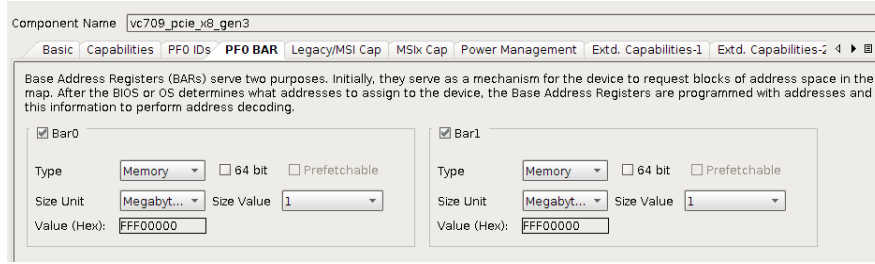 Component Name vc709_pcie_x8_gen3
Basic Capabilities PF0 IDs PF0 BAR Legacy/MSI Cap MSIx Cap Power Management Extd. Capabilities-1 Extd. Capabilities-2
Base Address Registers (BARs) serve two purposes. Initially, they serve as a mechanism for the device to request blocks of address space in the
map. After the BIOS or OS determines what addresses to assign to the device, the Base Address Registers are programmed with addresses and
this information to perform address decoding.
Bar0 Bar1
Type Memory 64 bit Prefetchable Type Memory 64 bit Prefetchable
Size Unit Megabyt... Size Value 1 Size Unit Megabyt... Size Value 1
Value (Hex): FFF00000 Value (Hex): FFF00000